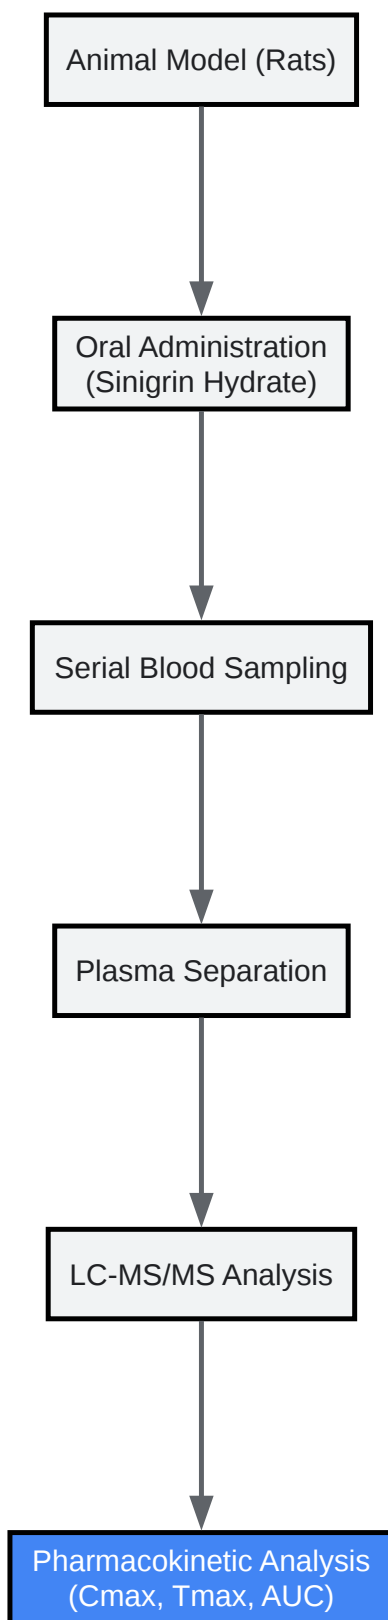 Animal Model (Rats)
Oral Administration
(Sinigrin Hydrate)
Serial Blood Sampling
Plasma Separation
LC-MS/MS Analysis
Pharmacokinetic Analysis
(Cmax, Tmax, AUC)